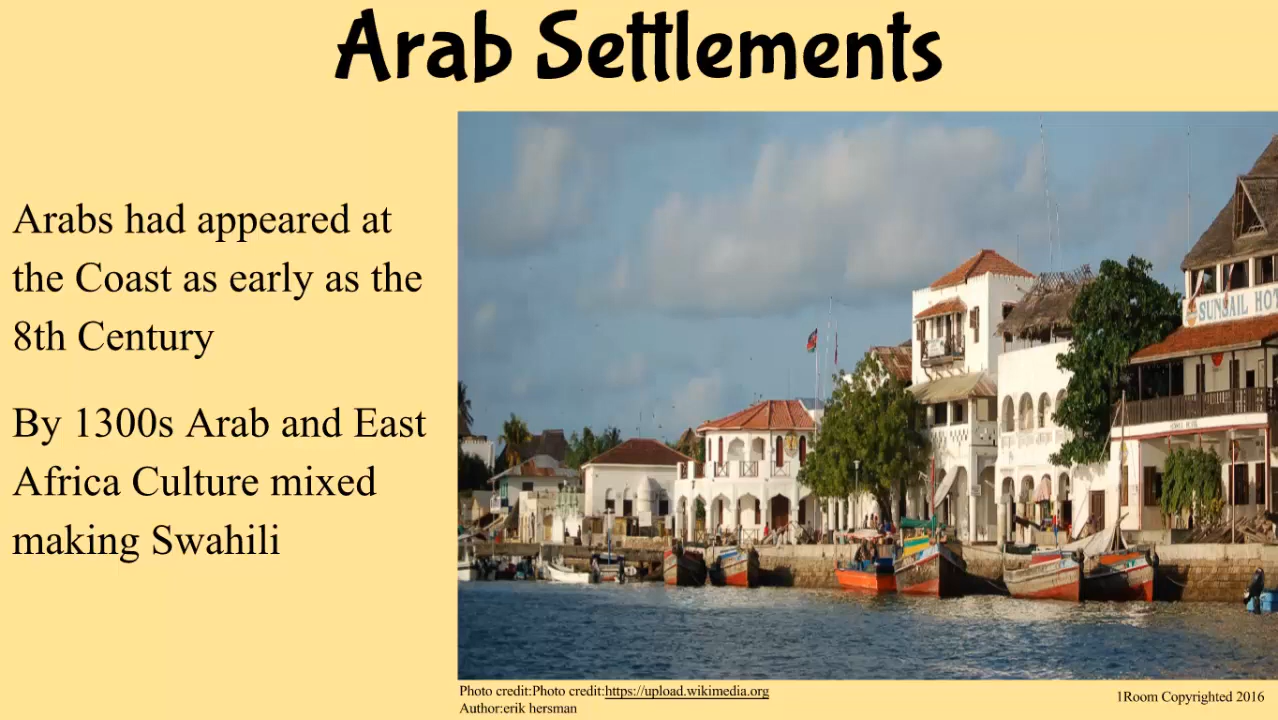 Arab Settlements
Arabs had appeared at
the Coast as early as the
8th Century
By 1300s Arab and East
Africa Culture mixed
making Swahili
SUNSAIL HOT
Photo credit:Photo credit:https://upload.wikimedia.org
Author:erik hersman
1Room Copyrighted 2016